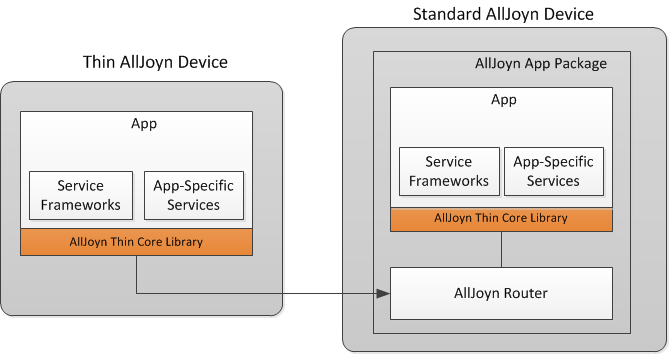 Thin AllJoyn Device
App
Service
Frameworks
App-Specific
Services
AllJoyn Thin Core Library
Standard AllJoyn Device
AllJoyn App Package
App
Service
Frameworks
App-Specific
Services
AllJoyn Thin Core Library
AllJoyn Router